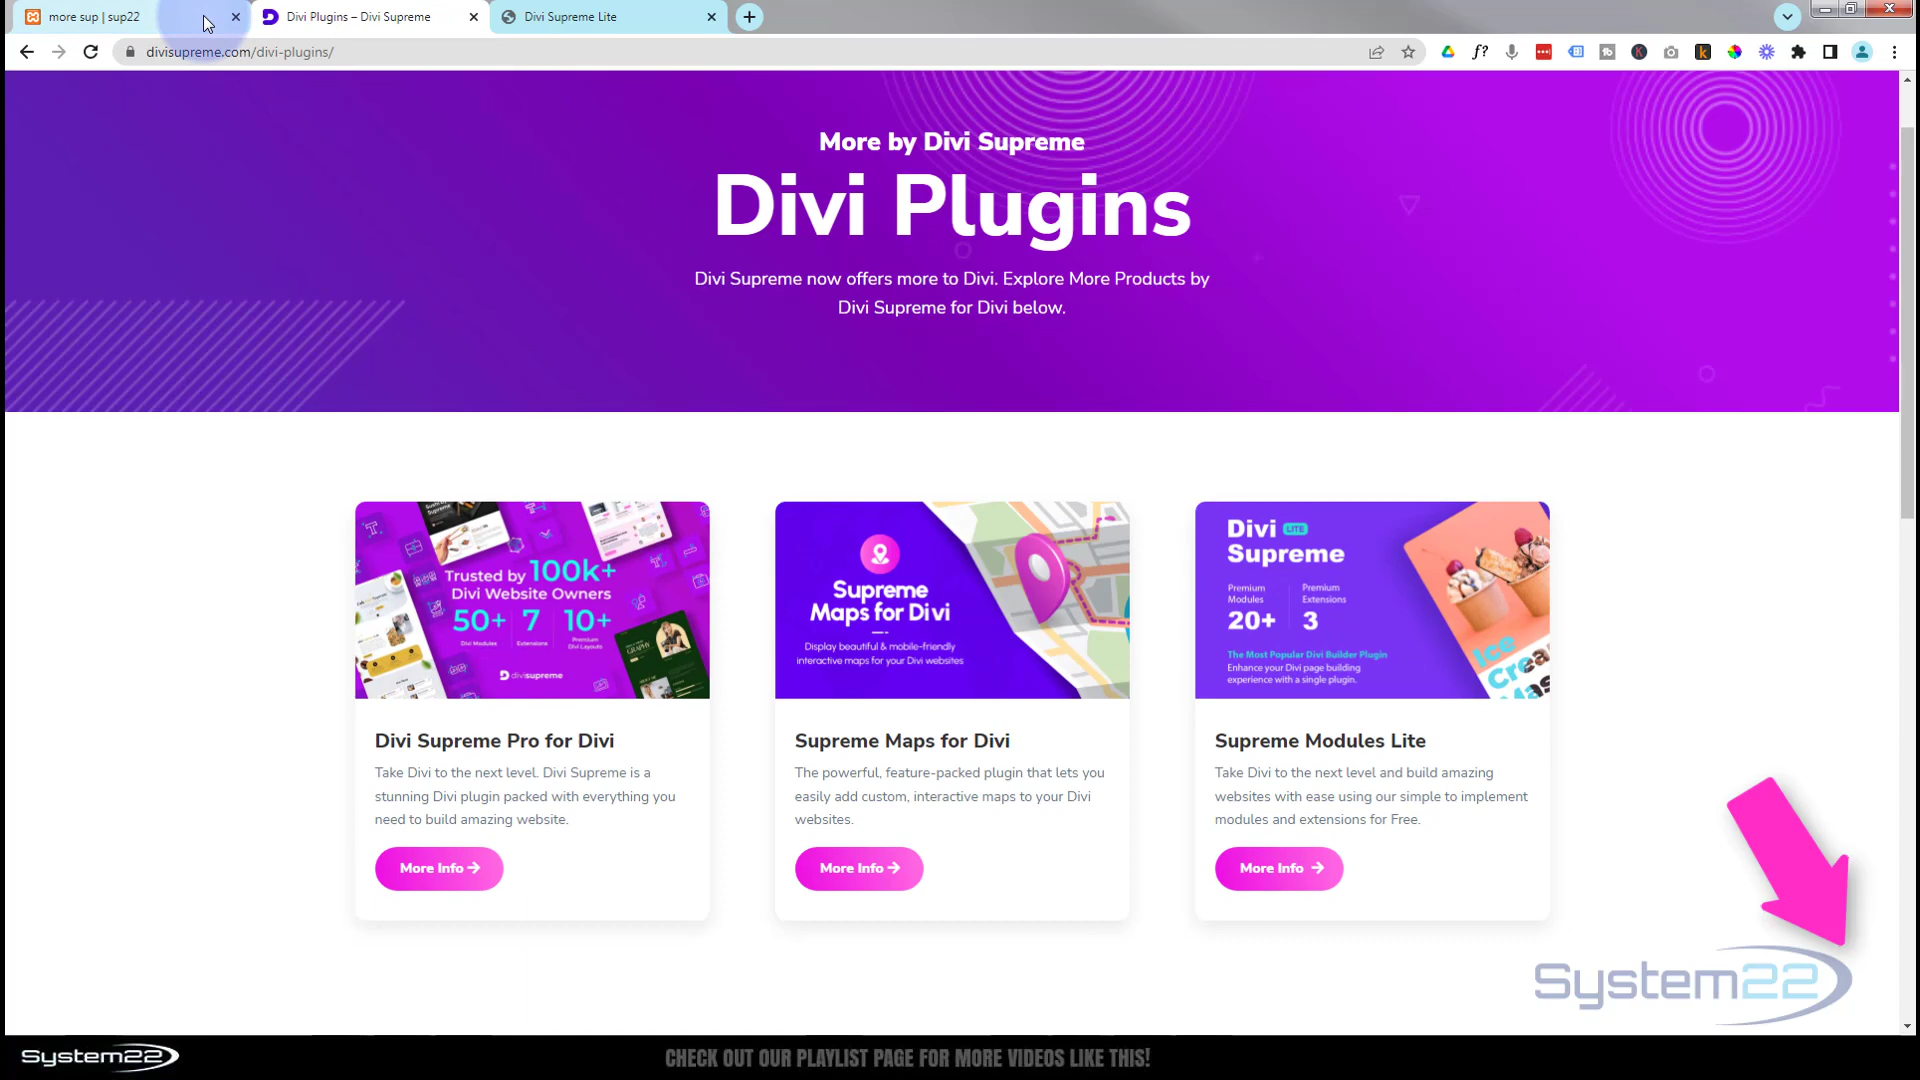 more sup | sup22
Divi Plugins – Divi Supreme
Divi Supreme Lite
divisupreme.com/divi-plugins/
More by Divi Supreme
Divi Plugins
Divi Supreme now offers more to Divi. Explore More Products by
Divi Supreme for Divi below.
Trusted by 100k+
Divi Website Owners
50+ 7 10+
Divi Modules Extensions Premium
Divi Layouts
divisupreme
Supreme
Maps for Divi
Display beautiful & mobile-friendly
interactive maps for your Divi websites
Divi LITE
Supreme
Premium Modules 20+
Premium Extensions 3
The Most Popular Divi Builder Plugin
Enhance your Divi page building
experience with a single plugin.
Divi Supreme Pro for Divi
Take Divi to the next level. Divi Supreme is a
stunning Divi plugin packed with everything you
need to build amazing website.
More Info
Supreme Maps for Divi
The powerful, feature-packed plugin that lets you
easily add custom, interactive maps to your Divi
websites.
More Info
Supreme Modules Lite
Take Divi to the next level and build amazing
websites with ease using our simple to implement
modules and extensions for Free.
More Info
System22
System22
CHECK OUT OUR PLAYLIST PAGE FOR MORE VIDEOS LIKE THIS!